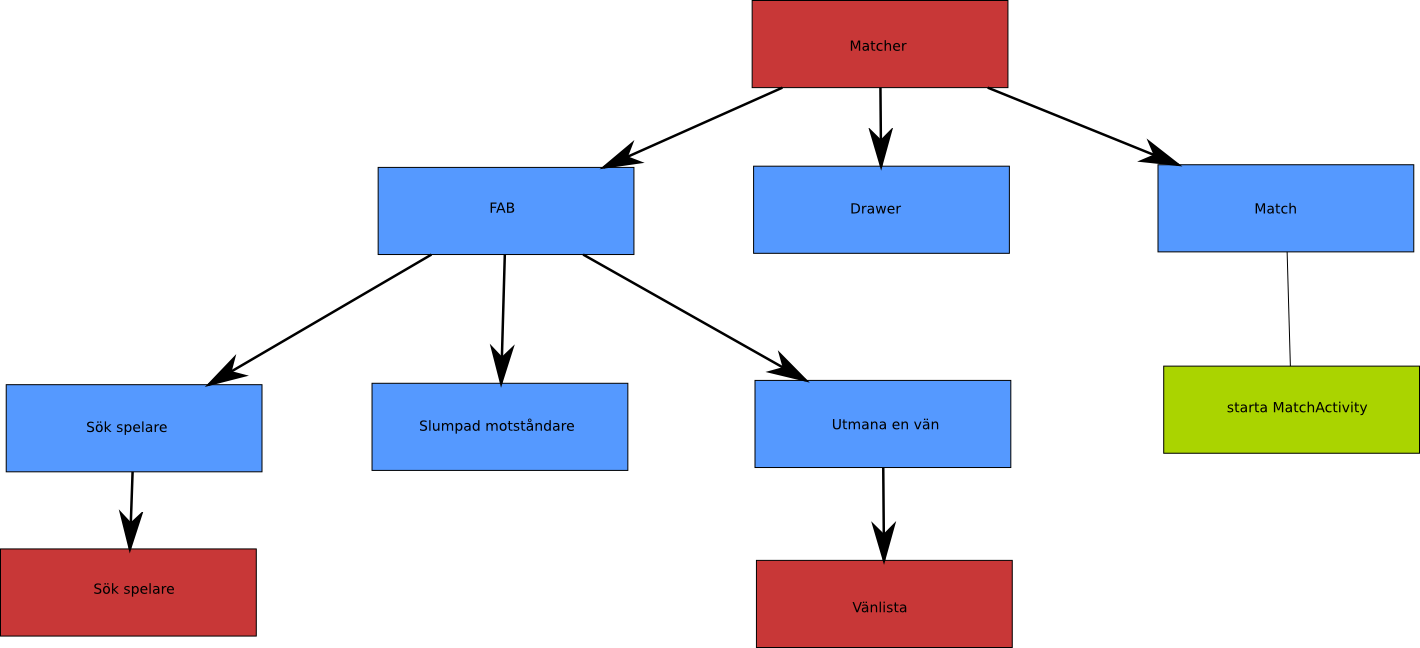 Matcher
FAB
Drawer
Match
Sök spelare
Slumpad motståndare
Utmana en vän
starta MatchActivity
Sök spelare
Vänlista